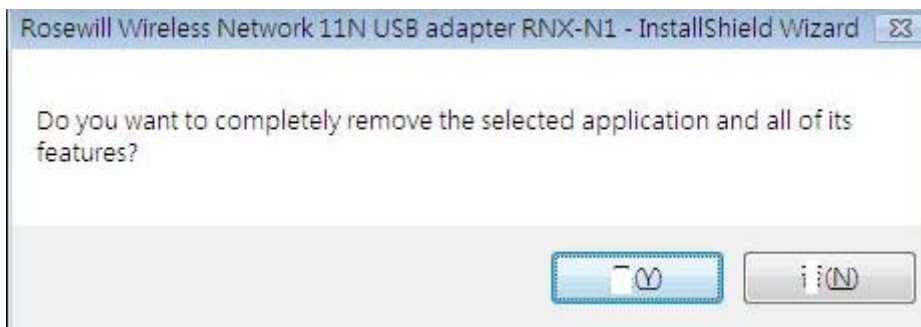 Rosewill Wireless Network 11N USB adapter RNX-N1 - InstallShield Wizard
Do you want to completely remove the selected application and all of its
features?
(Y)
(N)